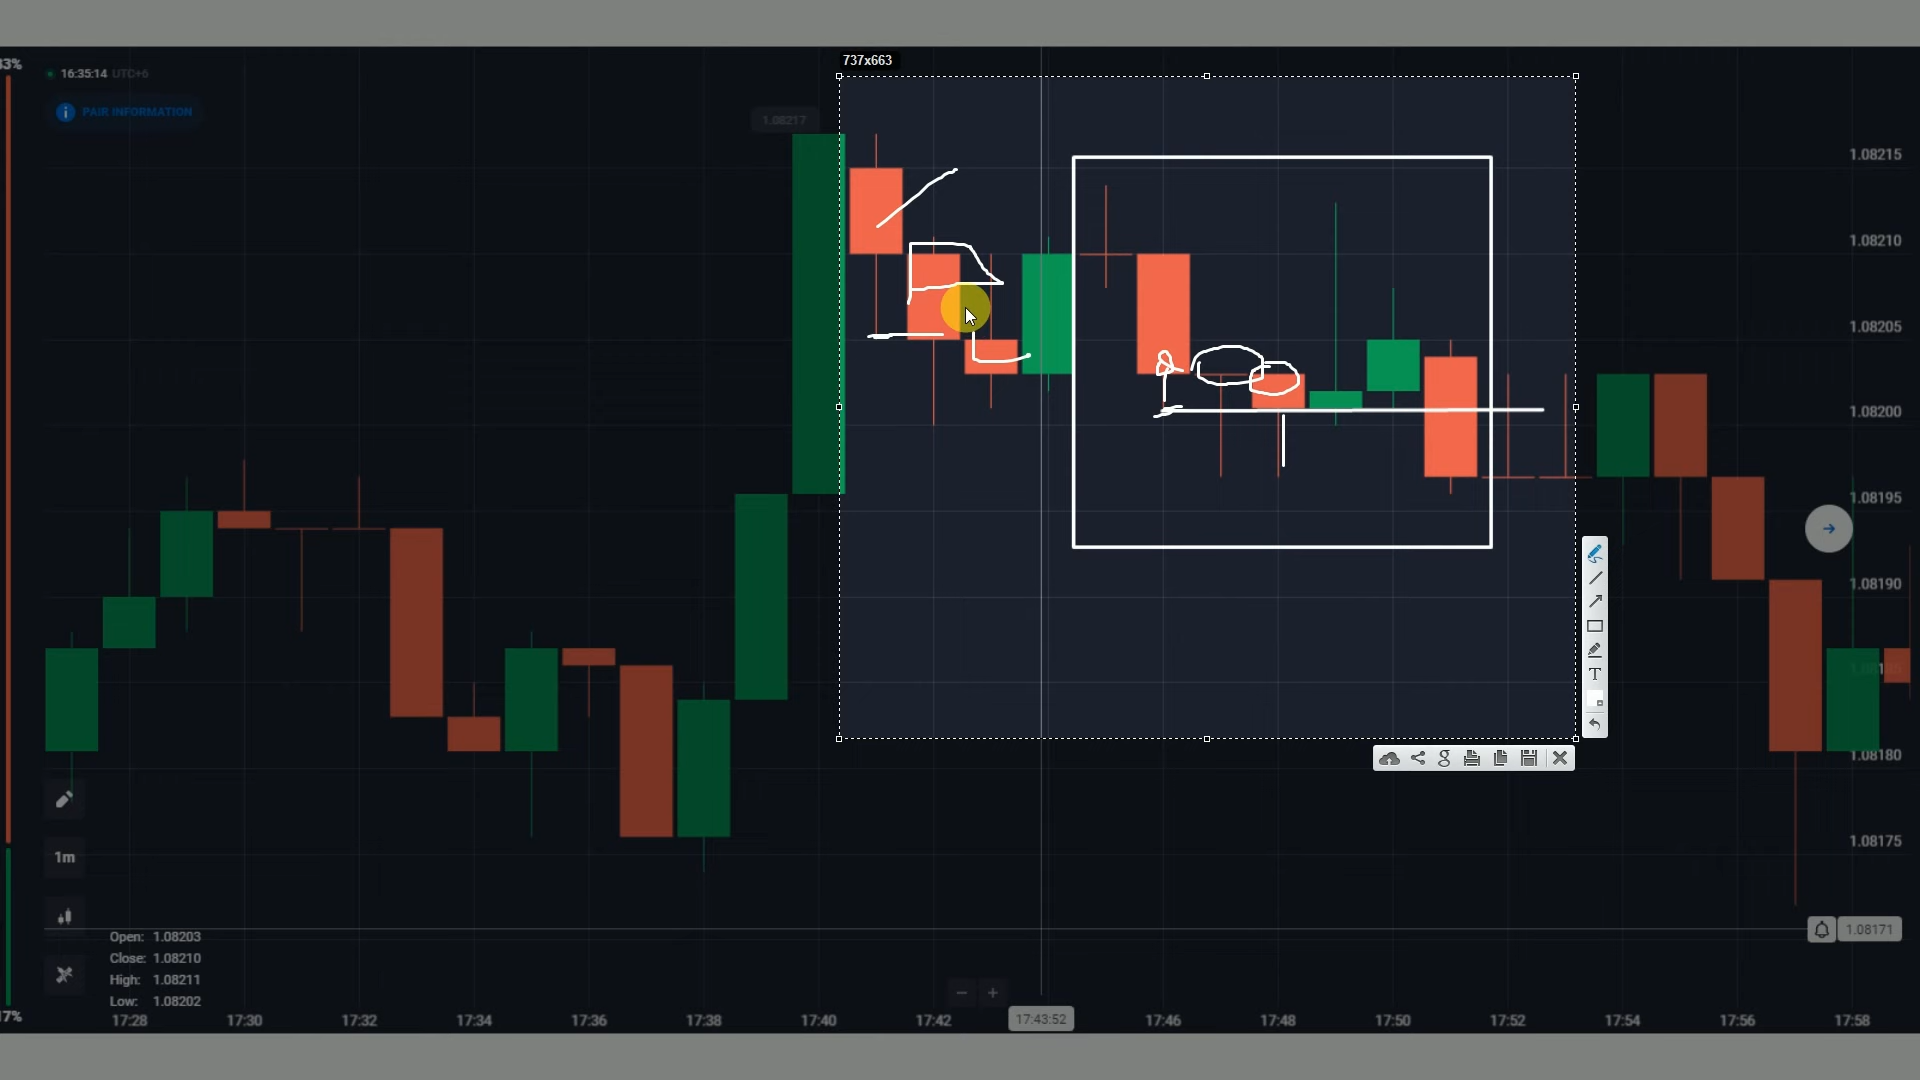 737x663
33%
16:35:14 UTC+6
PAIR INFORMATION
1.08217
1.08215
1.08210
1.08205
1.08200
1.08195
1.08190
1.08180
1.08175
1.08171
T
g
1m
Open: 1.08203
Close: 1.08210
High: 1.08211
Low: 1.08202
17%
17:28
17:30
17:32
17:34
17:36
17:38
17:40
17:42
17:43:52
17:46
17:48
17:50
17:52
17:54
17:56
17:58